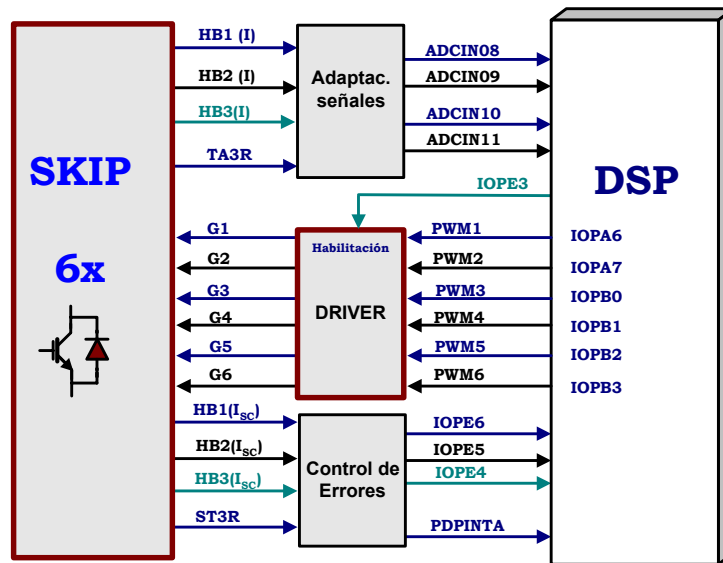 SKIP
6x
HB1 (I)
HB2 (I)
HB3(I)
TA3R
Adaptac.
señales
ADCIN08
ADCIN09
ADCIN10
ADCIN11
DSP
IOPE3
G1
G2
G3
G4
G5
G6
Habilitación
DRIVER
PWM1
PWM2
PWM3
PWM4
PWM5
PWM6
IOPA6
IOPA7
IOPB0
IOPB1
IOPB2
IOPB3
HB1(ISC)
HB2(ISC)
HB3(ISC)
ST3R
Control de
Errores
IOPE6
IOPE5
IOPE4
PDPINTA